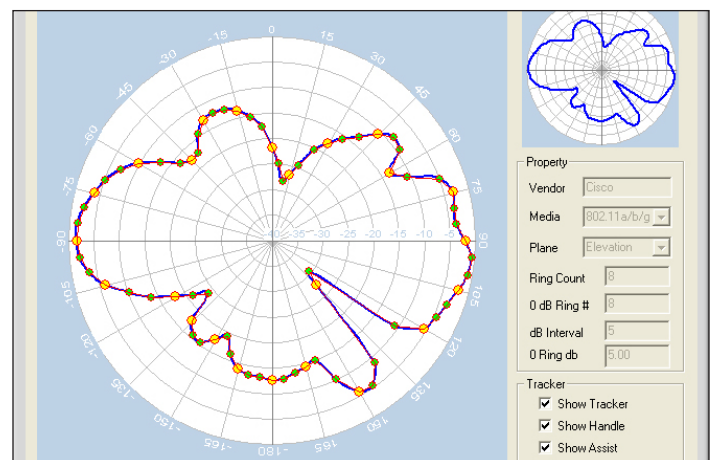 -15 0 15
-30 30
-45 45
-60 60
-75 75
-90 -40 -35 -30 -25 -20 -15 -10 -5 90
-105 105
-120 120
-135 135
-150 150
-165 180 165
Property
Vendor Cisco
Media 802.11a/b/g
Plane Elevation
Ring Count 8
0 dB Ring # 8
dB Interval 5
0 Ring db 5.00
Tracker
Show Tracker
Show Handle
Show Assist